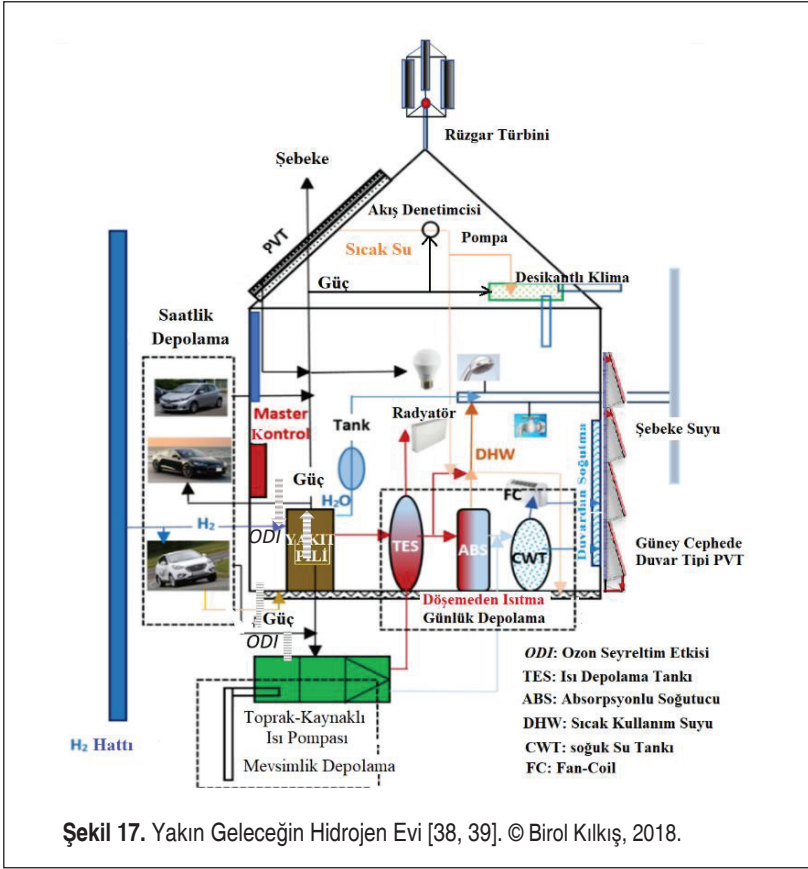 Rüzgar Türbini
Şebeke
Akış Denetimcisi
PVT
Sıcak Su
Pompa
Desikantlı Klima
Güç
Saatlik
Depolama
Master
Kontrol
Tank
Radyatör
DHW
Şebeke Suyu
Güç
H₂O
FC
Duvardan Soğutma
H₂
ODI
YAKIT
PİLİ
TES
ABS
CWT
Güney Cephede
Duvar Tipi PVT
Döşemeden Isıtma
Günlük Depolama
Güç
ODI
Toprak-Kaynaklı
Isı Pompası
Mevsimlik Depolama
H₂ Hattı
ODI: Ozon Seyreltim Etkisi
TES: Isı Depolama Tankı
ABS: Absorpsyonlu Soğutucu
DHW: Sıcak Kullanım Suyu
CWT: soğuk Su Tankı
FC: Fan-Coil
Şekil 17. Yakın Geleceğin Hidrojen Evi [38, 39]. © Birol Kılkış, 2018.